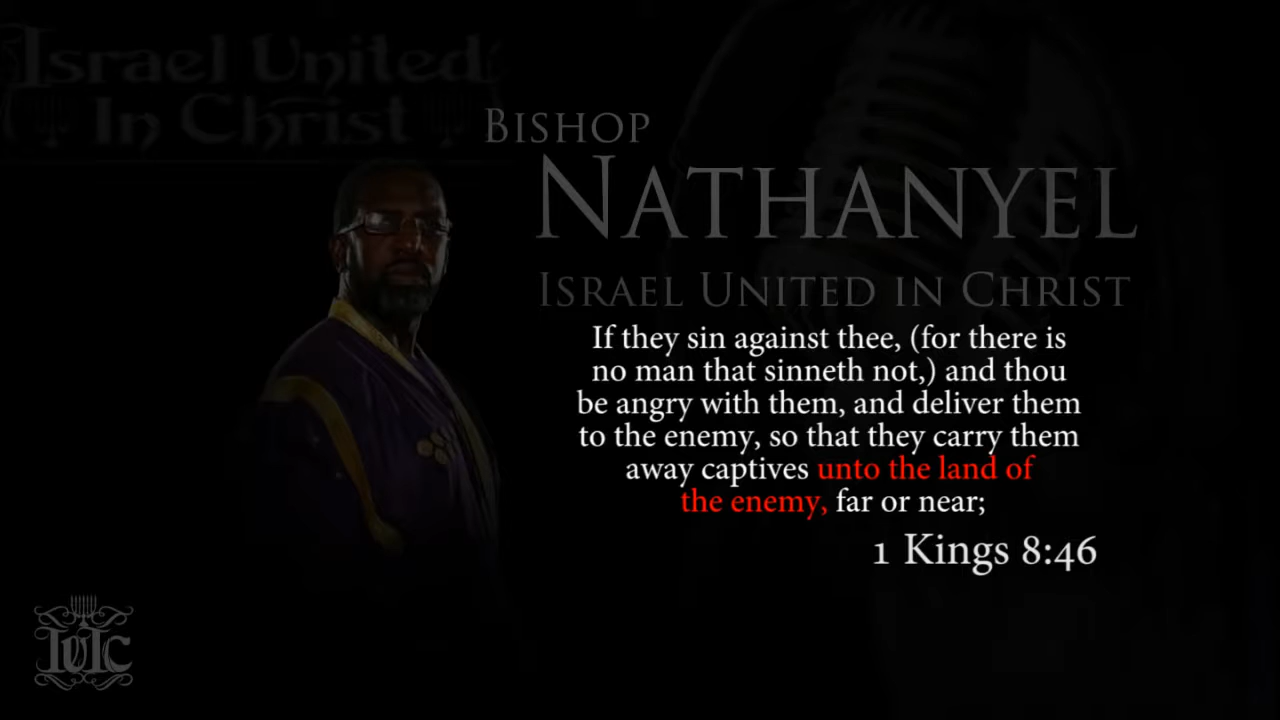 Israel United
In Christ
BISHOP
NATHANYEL
ISRAEL UNITED IN CHRIST
If they sin against thee, (for there is
no man that sinneth not,) and thou
be angry with them, and deliver them
to the enemy, so that they carry them
away captives unto the land of
the enemy, far or near;
1 Kings 8:46
IUIC